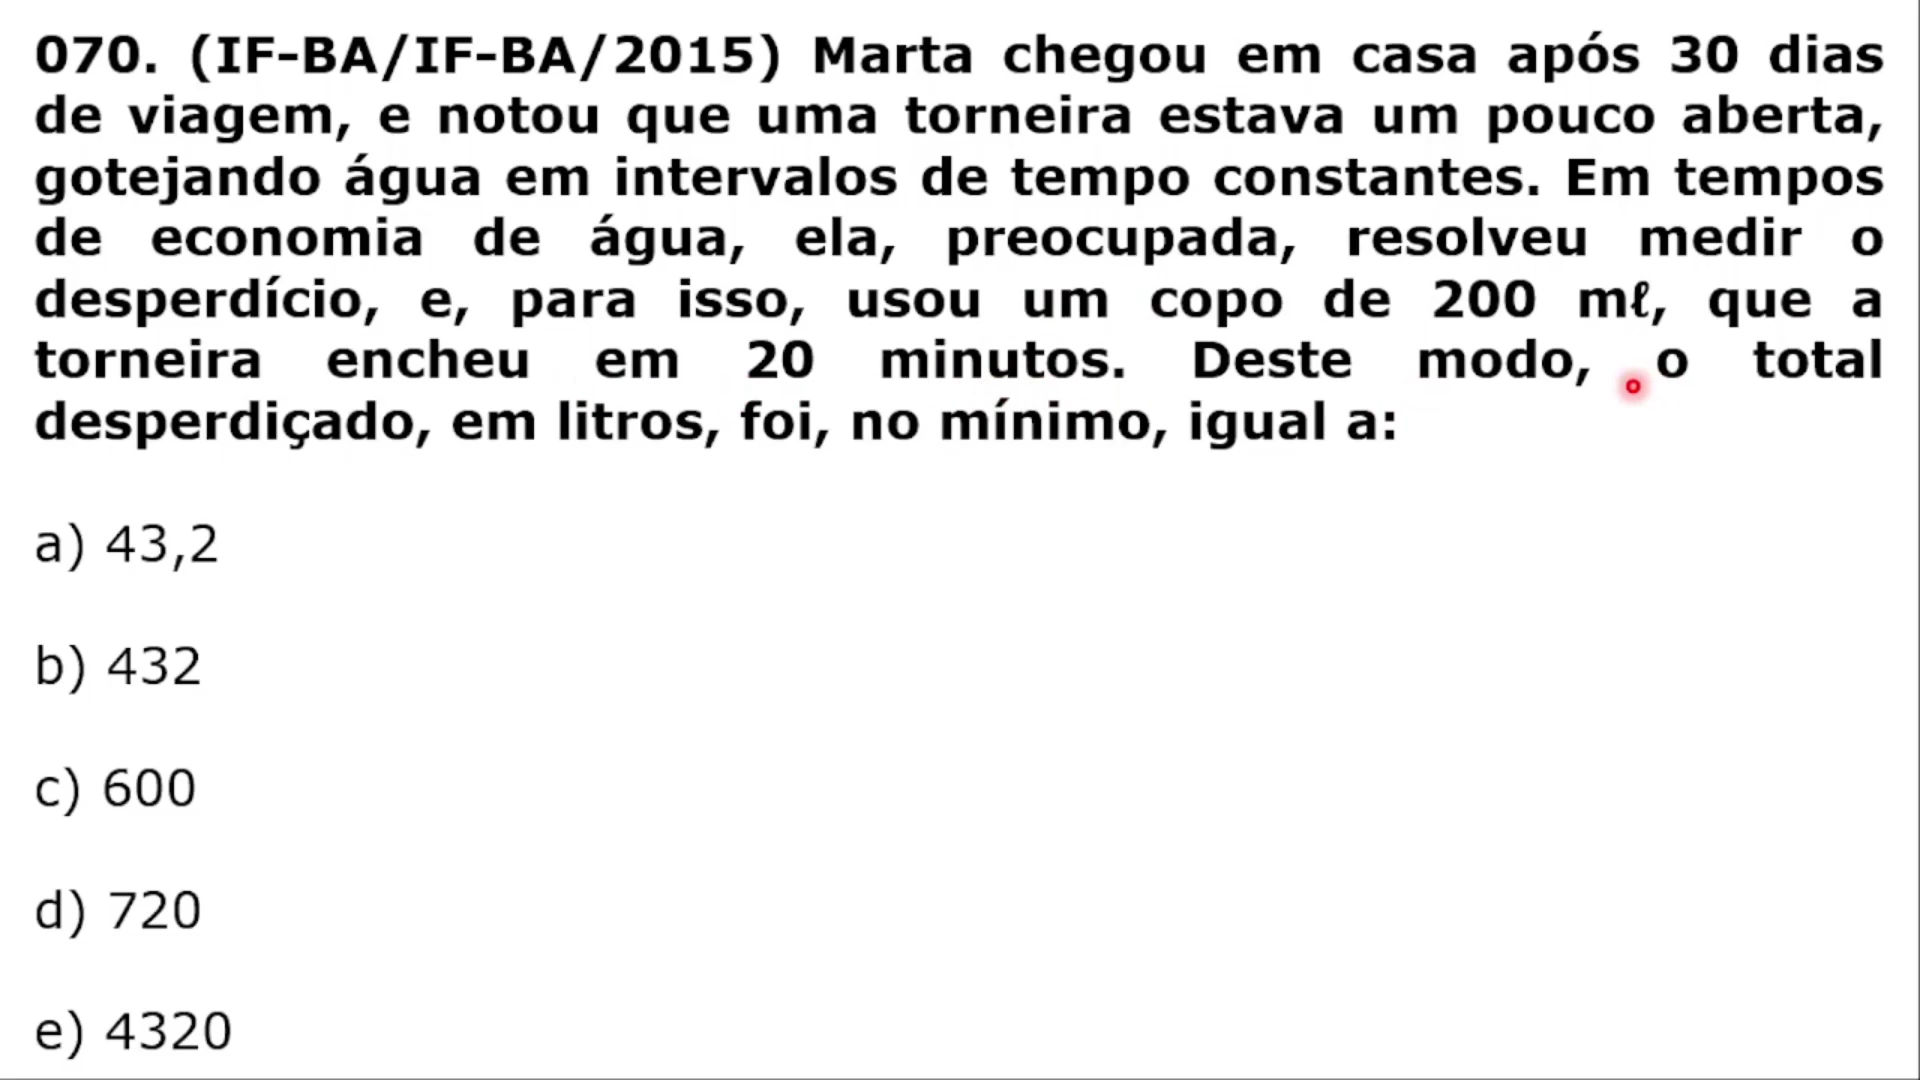 070. (IF-BA/IF-BA/2015) Marta chegou em casa após 30 dias
de viagem, e notou que uma torneira estava um pouco aberta,
gotejando água em intervalos de tempo constantes. Em tempos
de economia de água, ela, preocupada, resolveu medir o
desperdício, e, para isso, usou um copo de 200 mℓ, que a
torneira encheu em 20 minutos. Deste modo, o total
desperdiçado, em litros, foi, no mínimo, igual a:
a) 43,2
b) 432
c) 600
d) 720
e) 4320